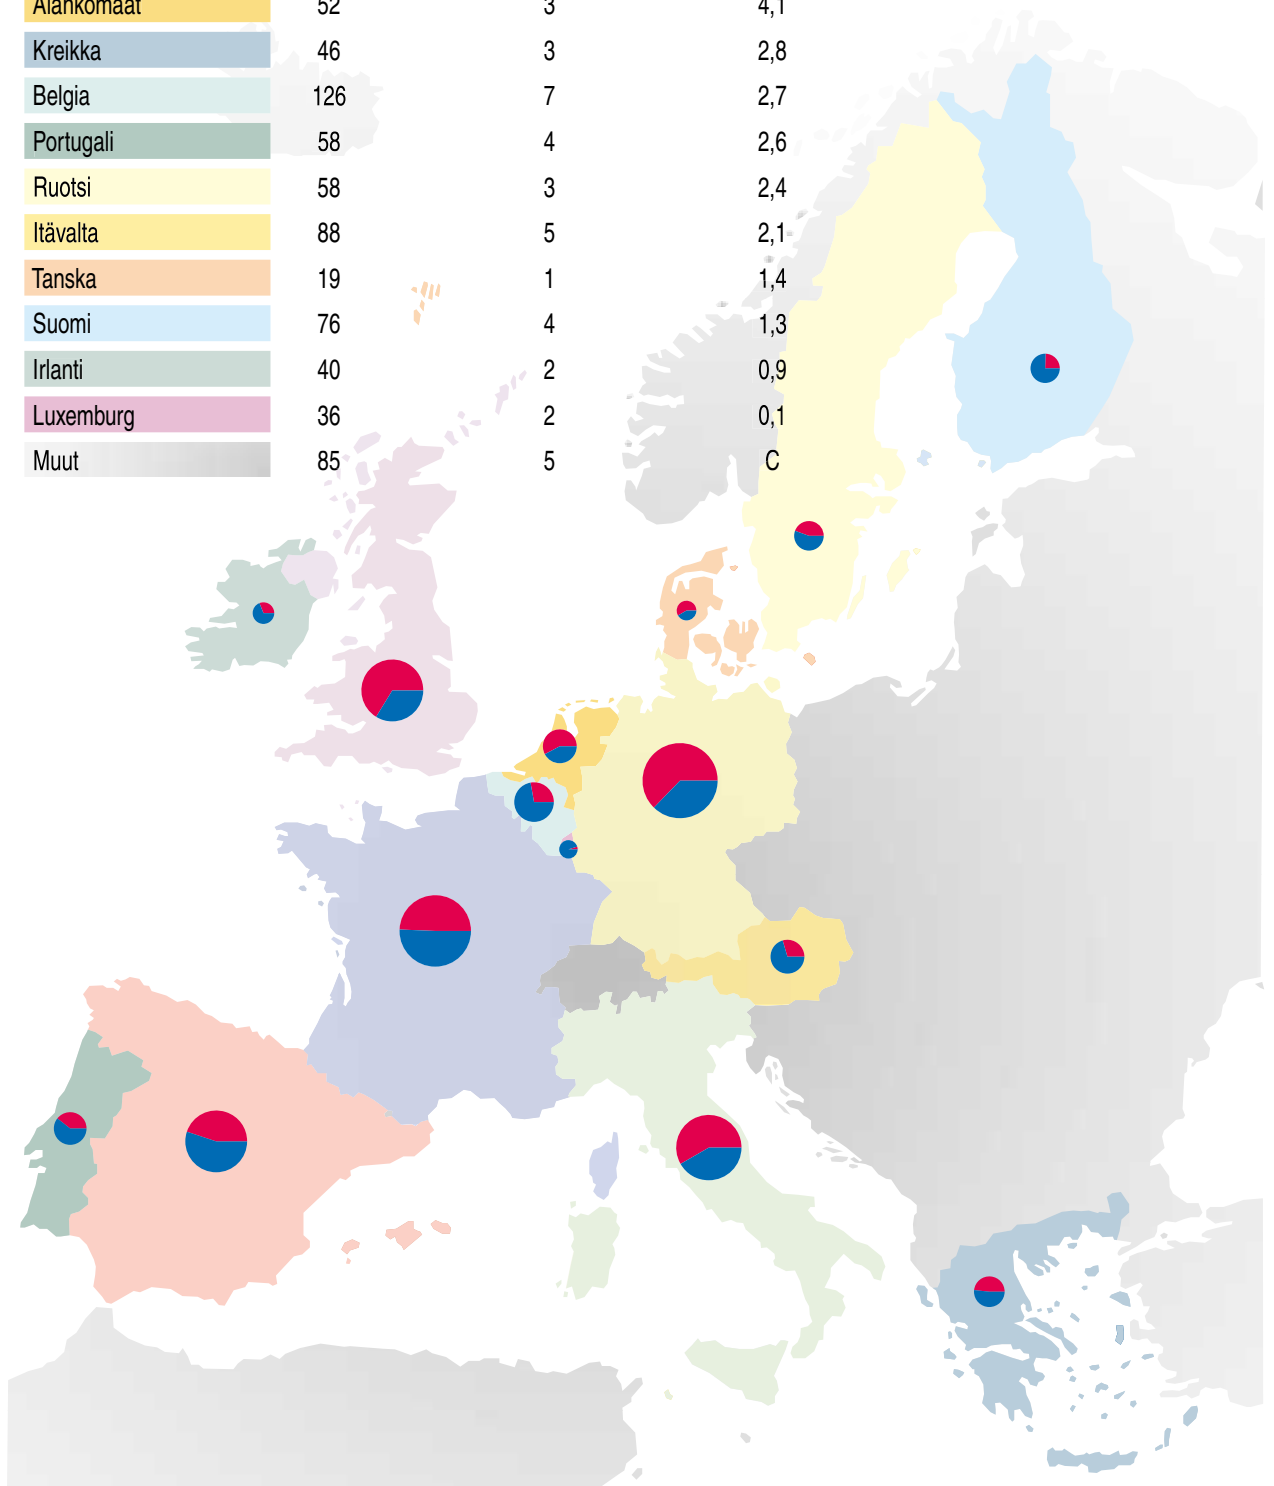 Alankomaat 52 3 4,1
Kreikka 46 3 2,8
Belgia 126 7 2,7
Portugali 58 4 2,6
Ruotsi 58 3 2,4
Itävalta 88 5 2,1
Tanska 19 1 1,4
Suomi 76 4 1,3
Irlanti 40 2 0,9
Luxemburg 36 2 0,1
Muut 85 5 C